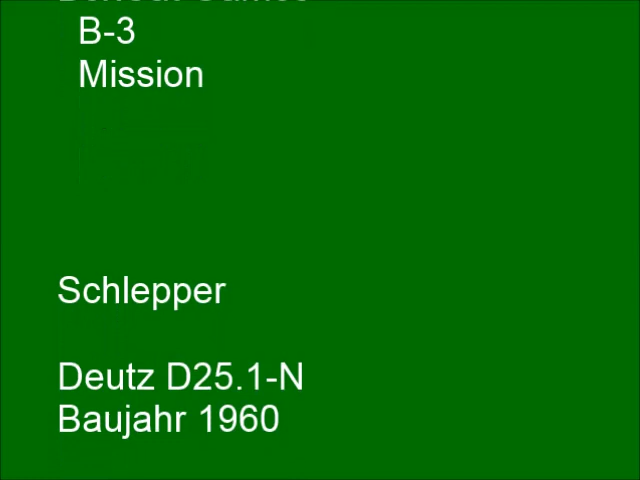 B-3
Mission
Schlepper
Deutz D25.1-N
Baujahr 1960